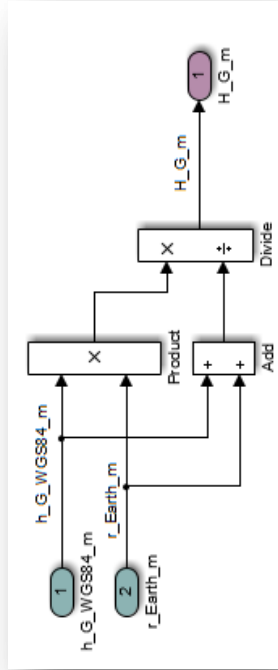 1
h_G_WGS84_m
h_G_WGS84_m
2
r_Earth_m
r_Earth_m
×
Product
+
+
Add
×
÷
Divide
H_G_m
1
H_G_m